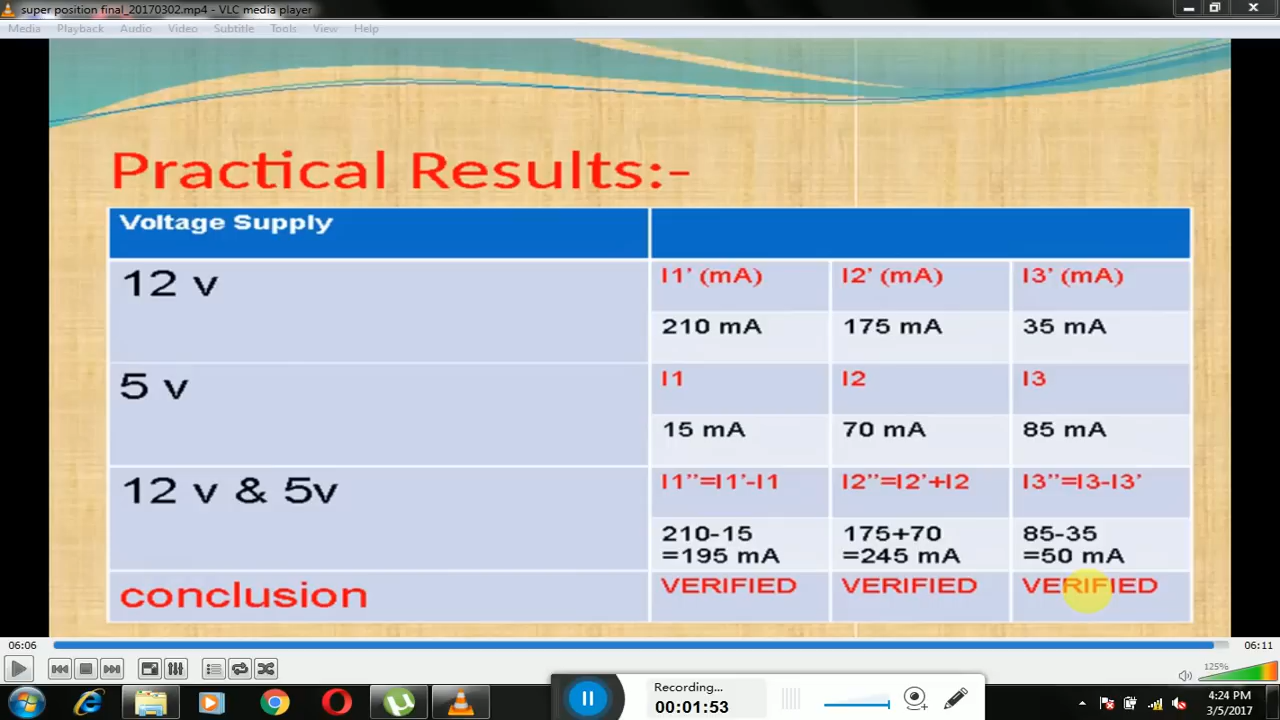 super position final_20170302.mp4 - VLC media player
Media Playback Audio Video Subtitle Tools View Help
Practical Results:-
Voltage Supply
12 v I1’ (mA) I2’ (mA) I3’ (mA)
210 mA 175 mA 35 mA
5 v I1 I2 I3
15 mA 70 mA 85 mA
12 v & 5v I1’’=I1’-I1 I2’’=I2’+I2 I3’’=I3-I3’
210-15 175+70 85-35
=195 mA =245 mA =50 mA
conclusion VERIFIED VERIFIED VERIFIED
06:06 06:11
125%
Recording...
00:01:53
4:24 PM
3/5/2017